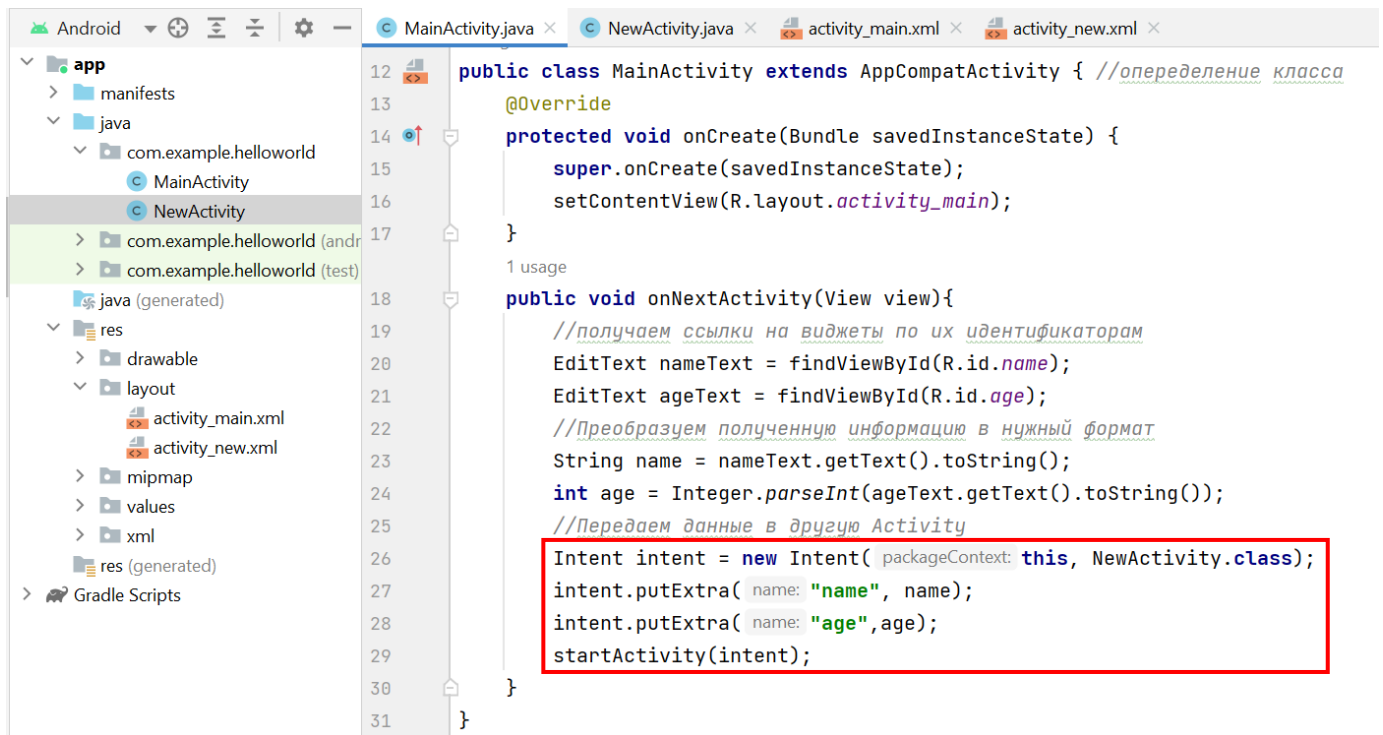 Android
MainActivity.java
NewActivity.java
activity_main.xml
activity_new.xml
app
manifests
java
com.example.helloworld
MainActivity
NewActivity
com.example.helloworld (andr
com.example.helloworld (test)
java (generated)
res
drawable
layout
activity_main.xml
activity_new.xml
mipmap
values
xml
res (generated)
Gradle Scripts
12 public class MainActivity extends AppCompatActivity { //опеределение класса
13 @Override
14 protected void onCreate(Bundle savedInstanceState) {
15 super.onCreate(savedInstanceState);
16 setContentView(R.layout.activity_main);
17 }
1 usage
18 public void onNextActivity(View view){
19 //получаем ссылки на виджеты по их идентификаторам
20 EditText nameText = findViewById(R.id.name);
21 EditText ageText = findViewById(R.id.age);
22 //Преобразуем полученную информацию в нужный формат
23 String name = nameText.getText().toString();
24 int age = Integer.parseInt(ageText.getText().toString());
25 //Передаем данные в другую Activity
26 Intent intent = new Intent( packageContext: this, NewActivity.class);
27 intent.putExtra( name: "name", name);
28 intent.putExtra( name: "age",age);
29 startActivity(intent);
30 }
31 }